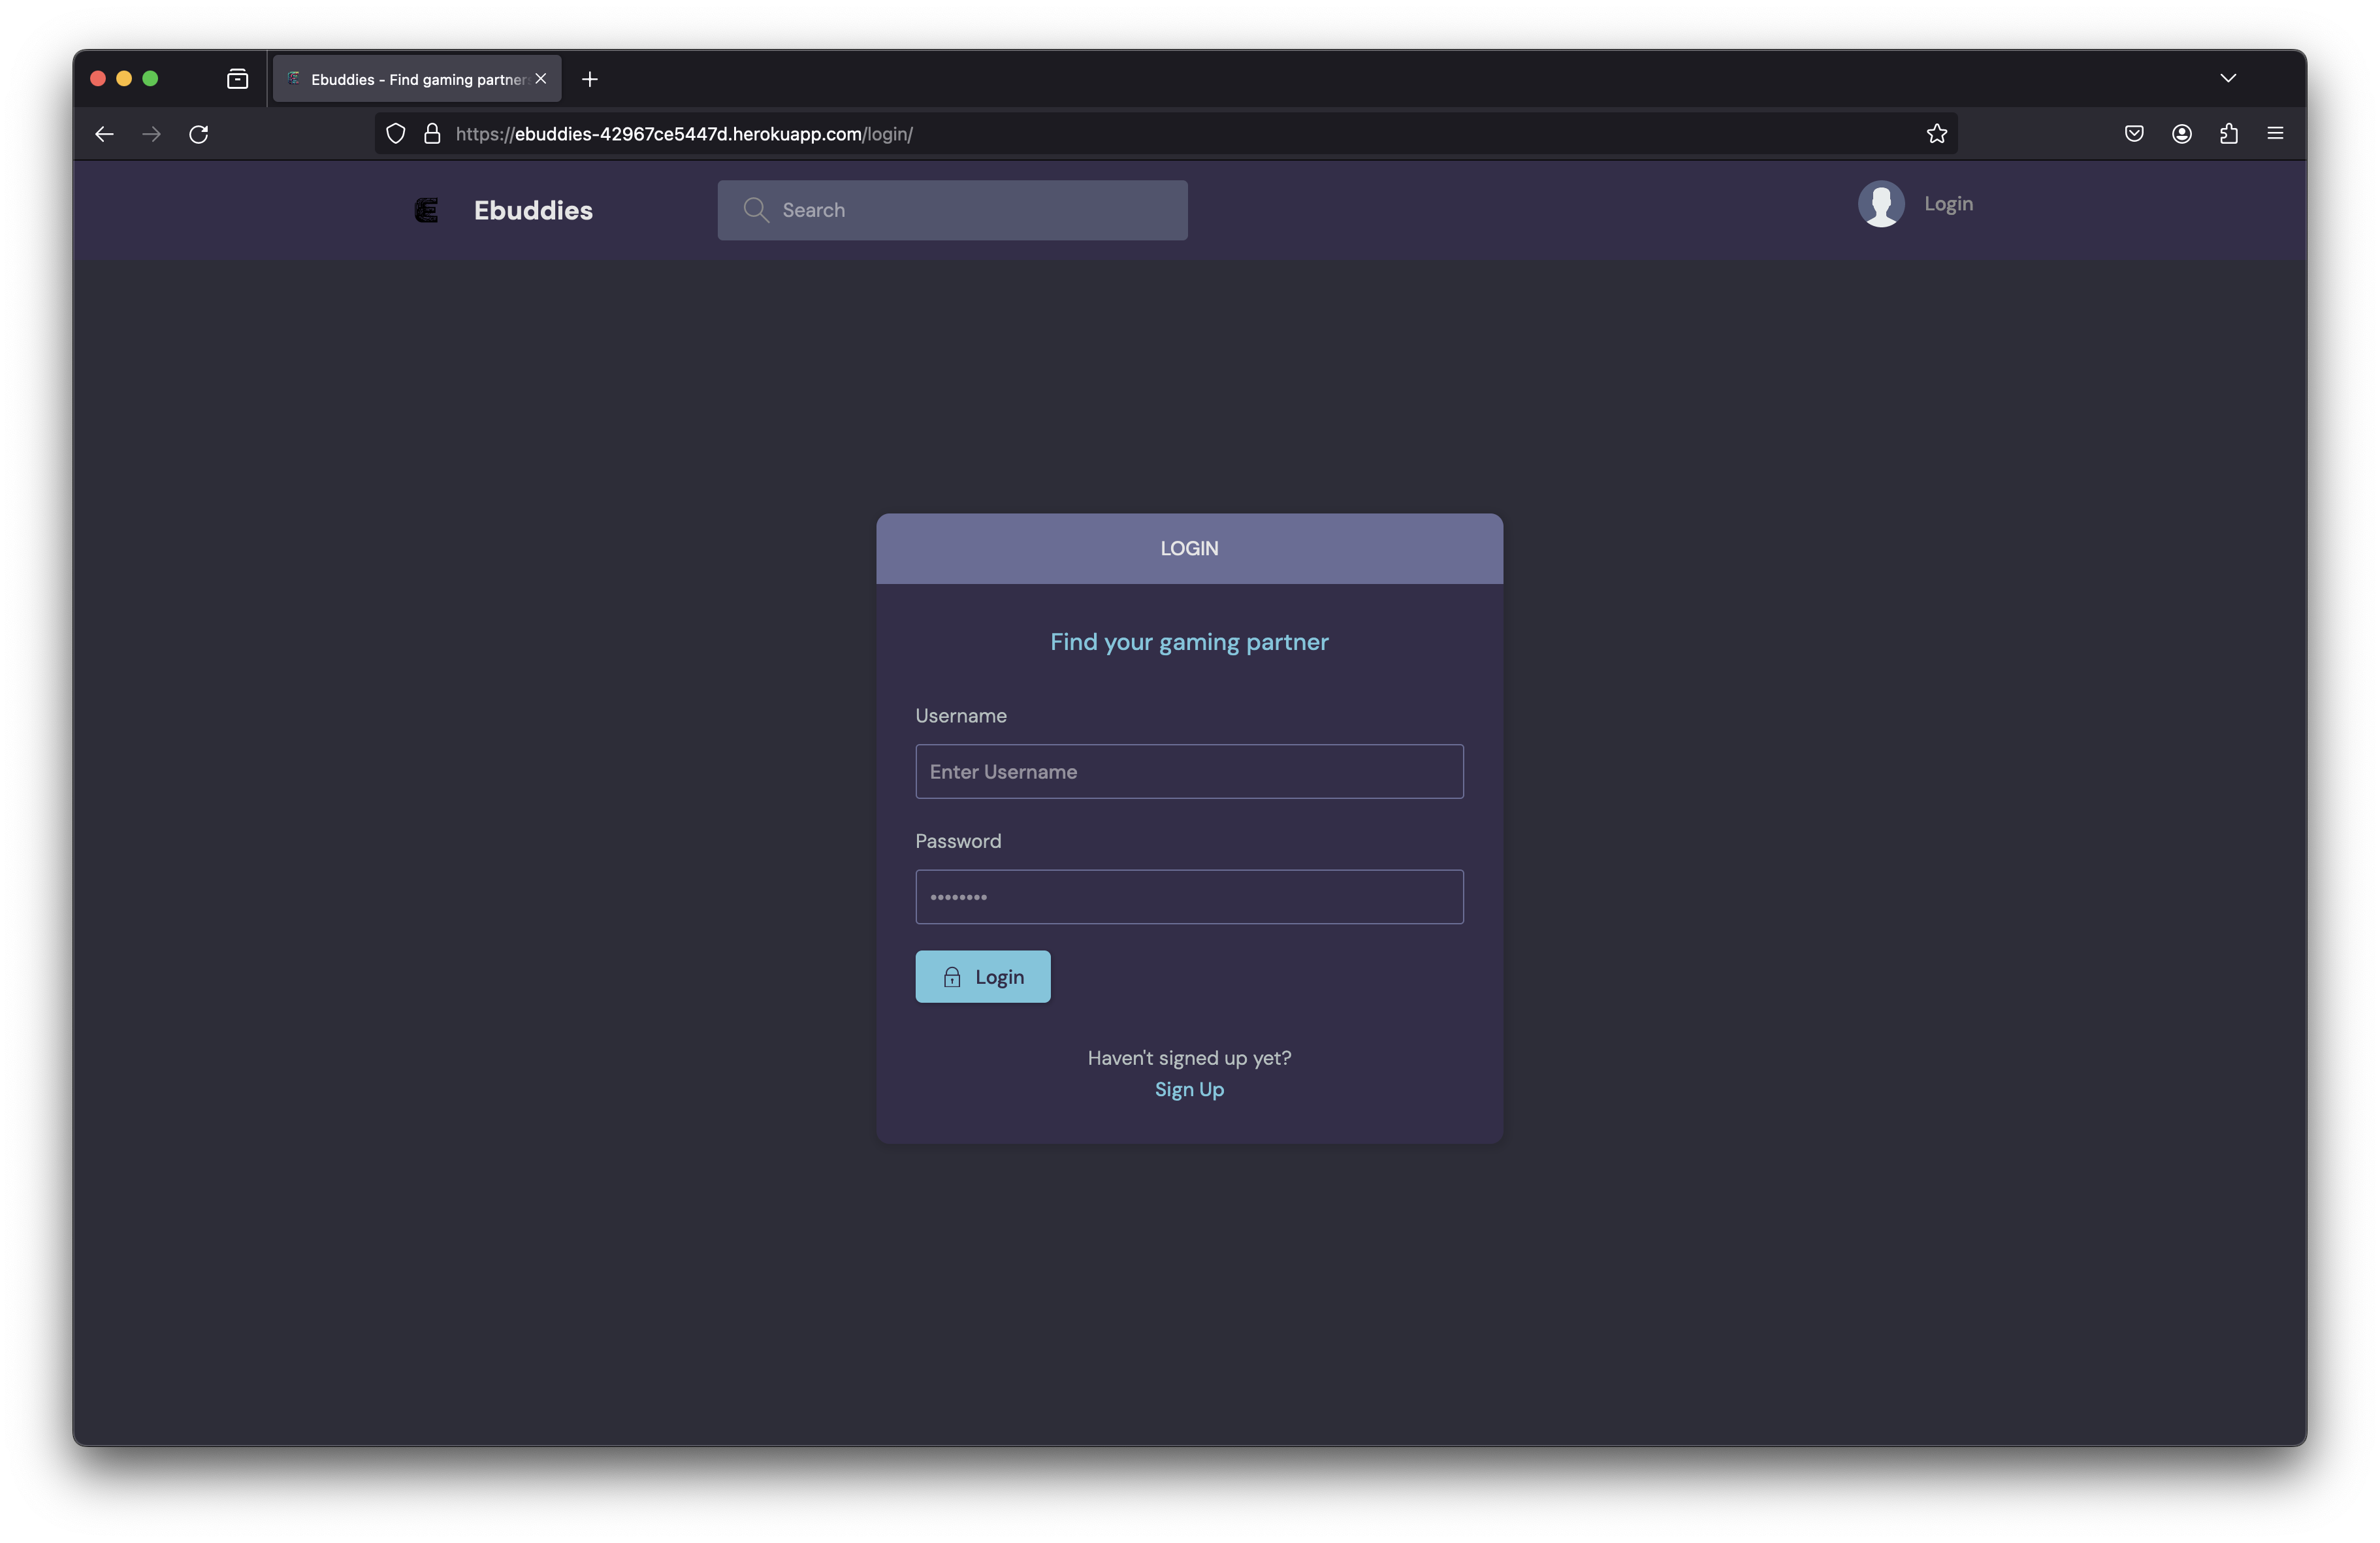 Ebuddies - Find gaming partner
https://ebuddies-42967ce5447d.herokuapp.com/login/
Ebuddies
Search
Login
LOGIN
Find your gaming partner
Username
Enter Username
Password
••••••••
Login
Haven't signed up yet?
Sign Up